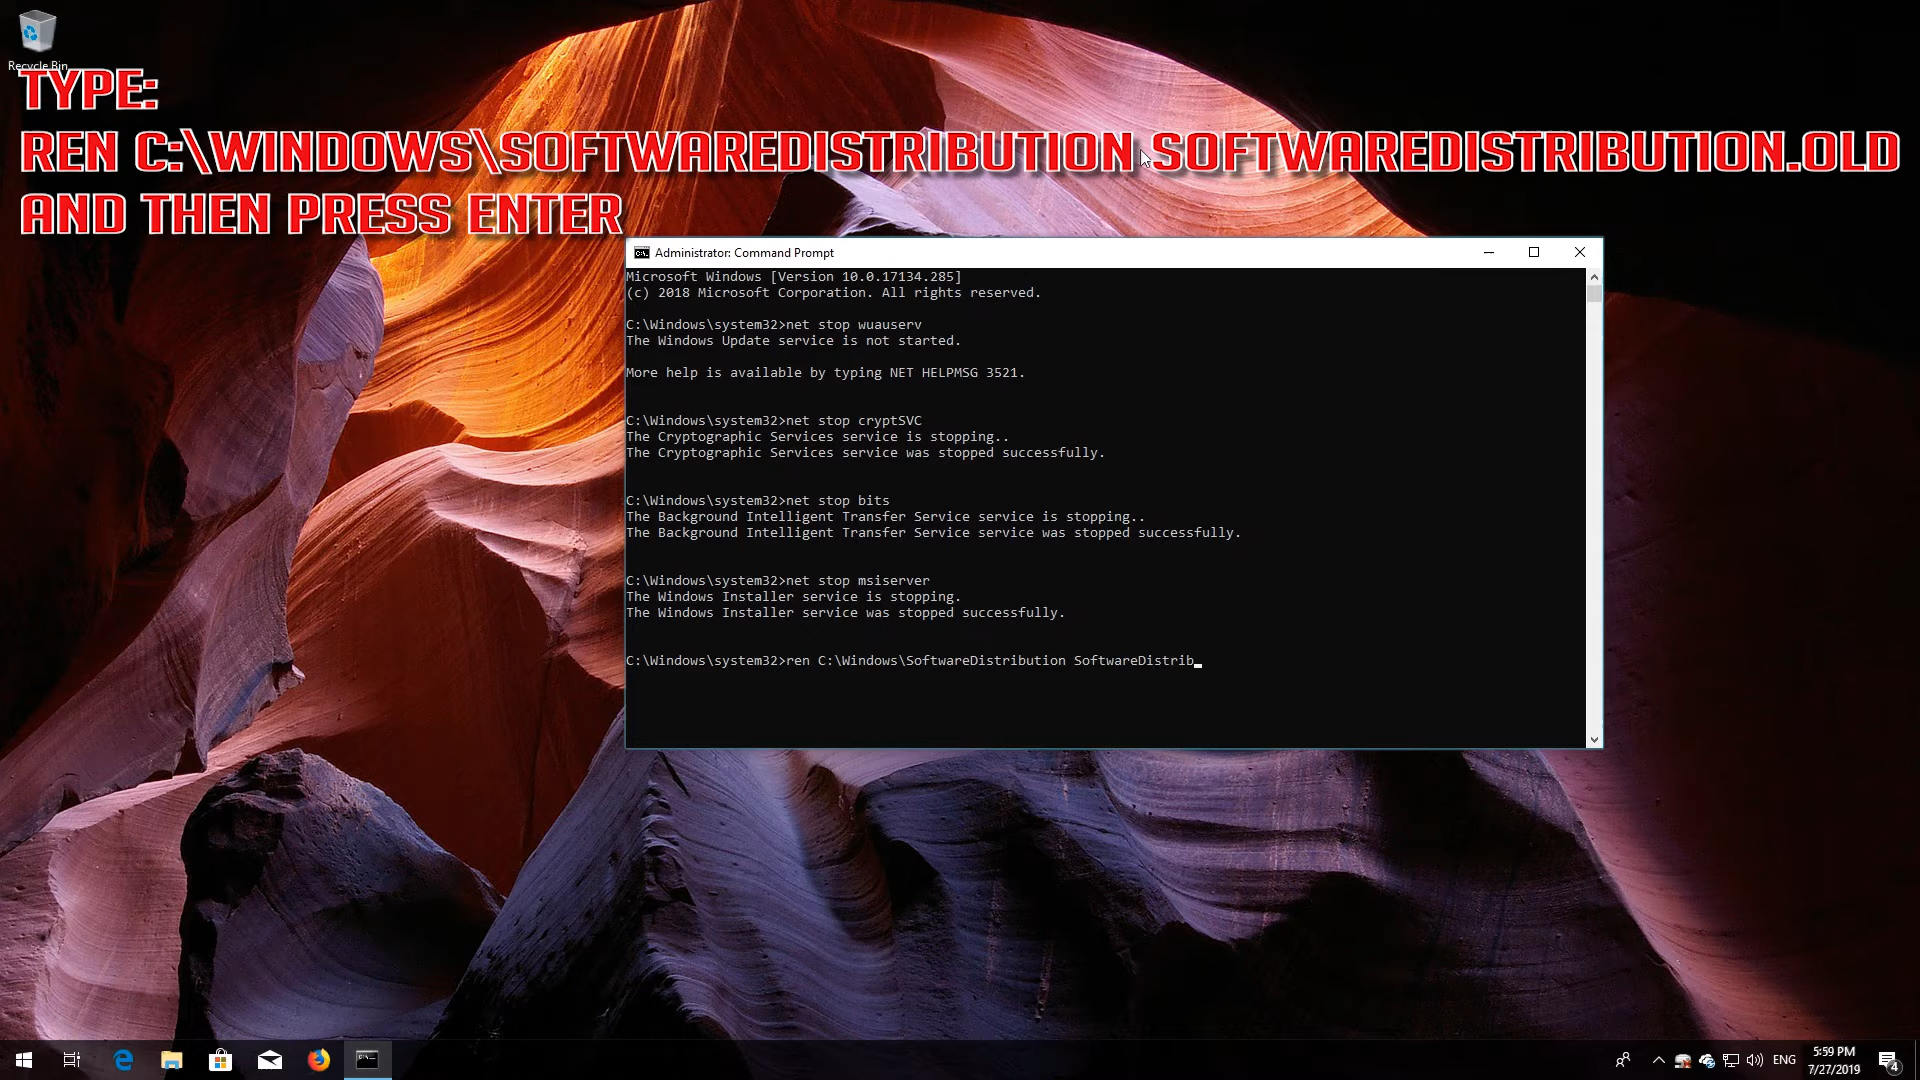 Recycle Bin
TYPE:
REN C:\WINDOWS\SOFTWAREDISTRIBUTION SOFTWAREDISTRIBUTION.OLD
AND THEN PRESS ENTER
Administrator: Command Prompt
Microsoft Windows [Version 10.0.17134.285]
(c) 2018 Microsoft Corporation. All rights reserved.
C:\Windows\system32>net stop wuauserv
The Windows Update service is not started.
More help is available by typing NET HELPMSG 3521.
C:\Windows\system32>net stop cryptSVC
The Cryptographic Services service is stopping..
The Cryptographic Services service was stopped successfully.
C:\Windows\system32>net stop bits
The Background Intelligent Transfer Service service is stopping..
The Background Intelligent Transfer Service service was stopped successfully.
C:\Windows\system32>net stop msiserver
The Windows Installer service is stopping.
The Windows Installer service was stopped successfully.
C:\Windows\system32>ren C:\Windows\SoftwareDistribution SoftwareDistrib
ENG
5:59 PM
7/27/2019
4